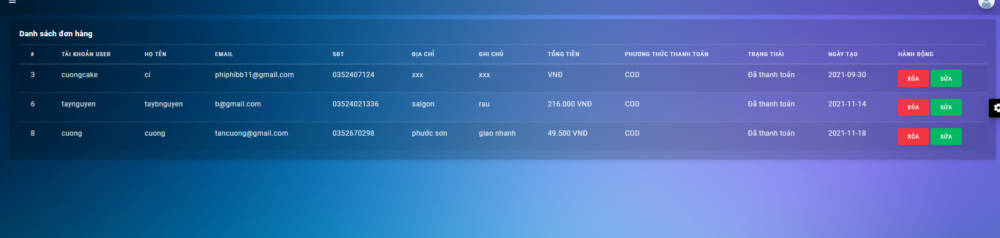 Danh sách đơn hàng
# TÀI KHOẢN USER HỌ TÊN EMAIL SĐT ĐỊA CHỈ GHI CHÚ TỔNG TIỀN PHƯƠNG THỨC THANH TOÁN TRẠNG THÁI NGÀY TẠO HÀNH ĐỘNG
3 cuongcake ci phiphibb11@gmail.com 0352407124 xxx xxx VNĐ COD Đã thanh toán 2021-09-30 XÓA SỬA
6 taynguyen taybnguyen b@gmail.com 03524021336 saigon rau 216.000 VNĐ COD Đã thanh toán 2021-11-14 XÓA SỬA
8 cuong cuong tancuong@gmail.com 0352670298 phước sơn giao nhanh 49.500 VNĐ COD Đã thanh toán 2021-11-18 XÓA SỬA